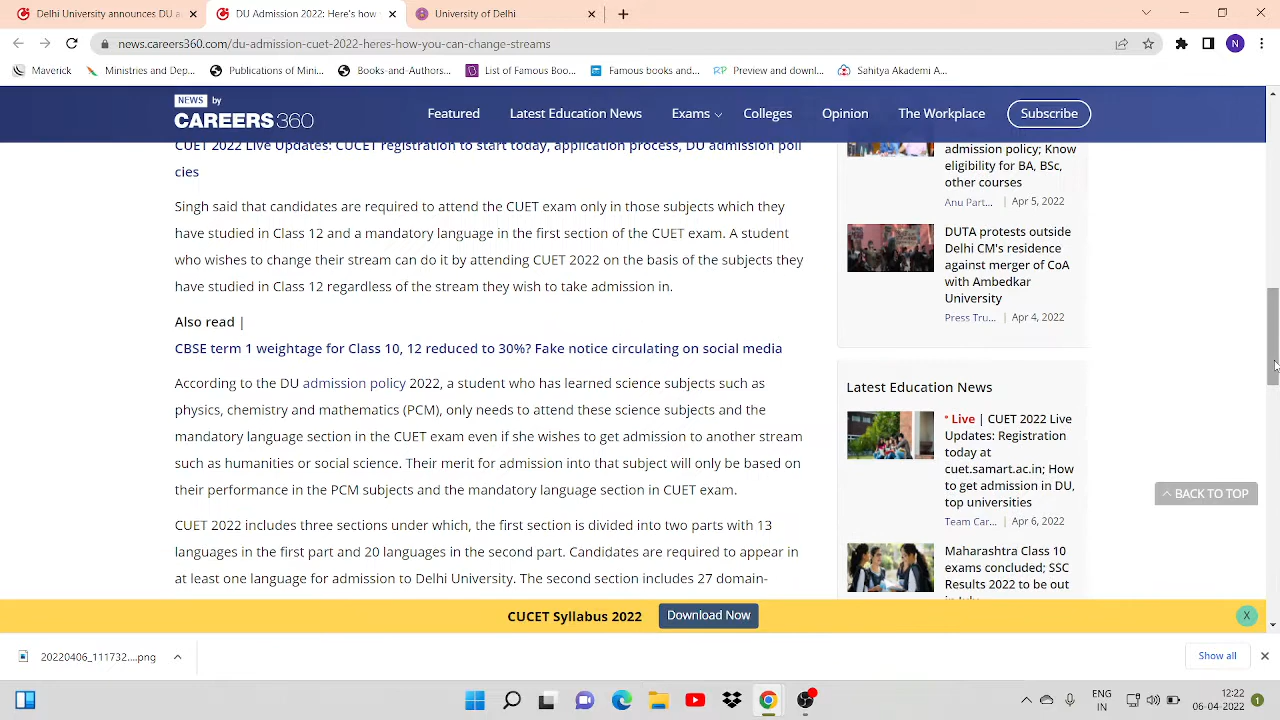 Delhi University announces DU
DU Admission 2022: Here's how
University of Delhi
news.careers360.com/du-admission-cuet-2022-heres-how-you-can-change-streams
N
Maverick
Ministries and Dep...
Publications of Mini...
Books and Authors...
List of Famous Boo...
Famous books and...
RP Preview and downl...
Sahitya Akademi A...
NEWS by
CAREERS 360
Featured
Latest Education News
Exams
Colleges
Opinion
The Workplace
Subscribe
CUET 2022 Live Updates: CUCET registration to start today, application process, DU admission poli
cies
Singh said that candidates are required to attend the CUET exam only in those subjects which they
have studied in Class 12 and a mandatory language in the first section of the CUET exam. A student
who wishes to change their stream can do it by attending CUET 2022 on the basis of the subjects they
have studied in Class 12 regardless of the stream they wish to take admission in.
Also read |
CBSE term 1 weightage for Class 10, 12 reduced to 30%? Fake notice circulating on social media
According to the DU admission policy 2022, a student who has learned science subjects such as
physics, chemistry and mathematics (PCM), only needs to attend these science subjects and the
mandatory language section in the CUET exam even if she wishes to get admission to another stream
such as humanities or social science. Their merit for admission into that subject will only be based on
their performance in the PCM subjects and the mandatory language section in CUET exam.
CUET 2022 includes three sections under which, the first section is divided into two parts with 13
languages in the first part and 20 languages in the second part. Candidates are required to appear in
at least one language for admission to Delhi University. The second section includes 27 domain-
admission policy; Know
eligibility for BA, BSc,
other courses
Anu Part... | Apr 5, 2022
DUTA protests outside
Delhi CM's residence
against merger of CoA
with Ambedkar
University
Press Tru... | Apr 4, 2022
Latest Education News
Live | CUET 2022 Live
Updates: Registration
today at
cuet.samart.ac.in; How
to get admission in DU,
top universities
Team Car... | Apr 6, 2022
Maharashtra Class 10
exams concluded; SSC
Results 2022 to be out
BACK TO TOP
CUCET Syllabus 2022
Download Now
X
20220406_111732....png
Show all
ENG
IN
12:22
06-04-2022
1